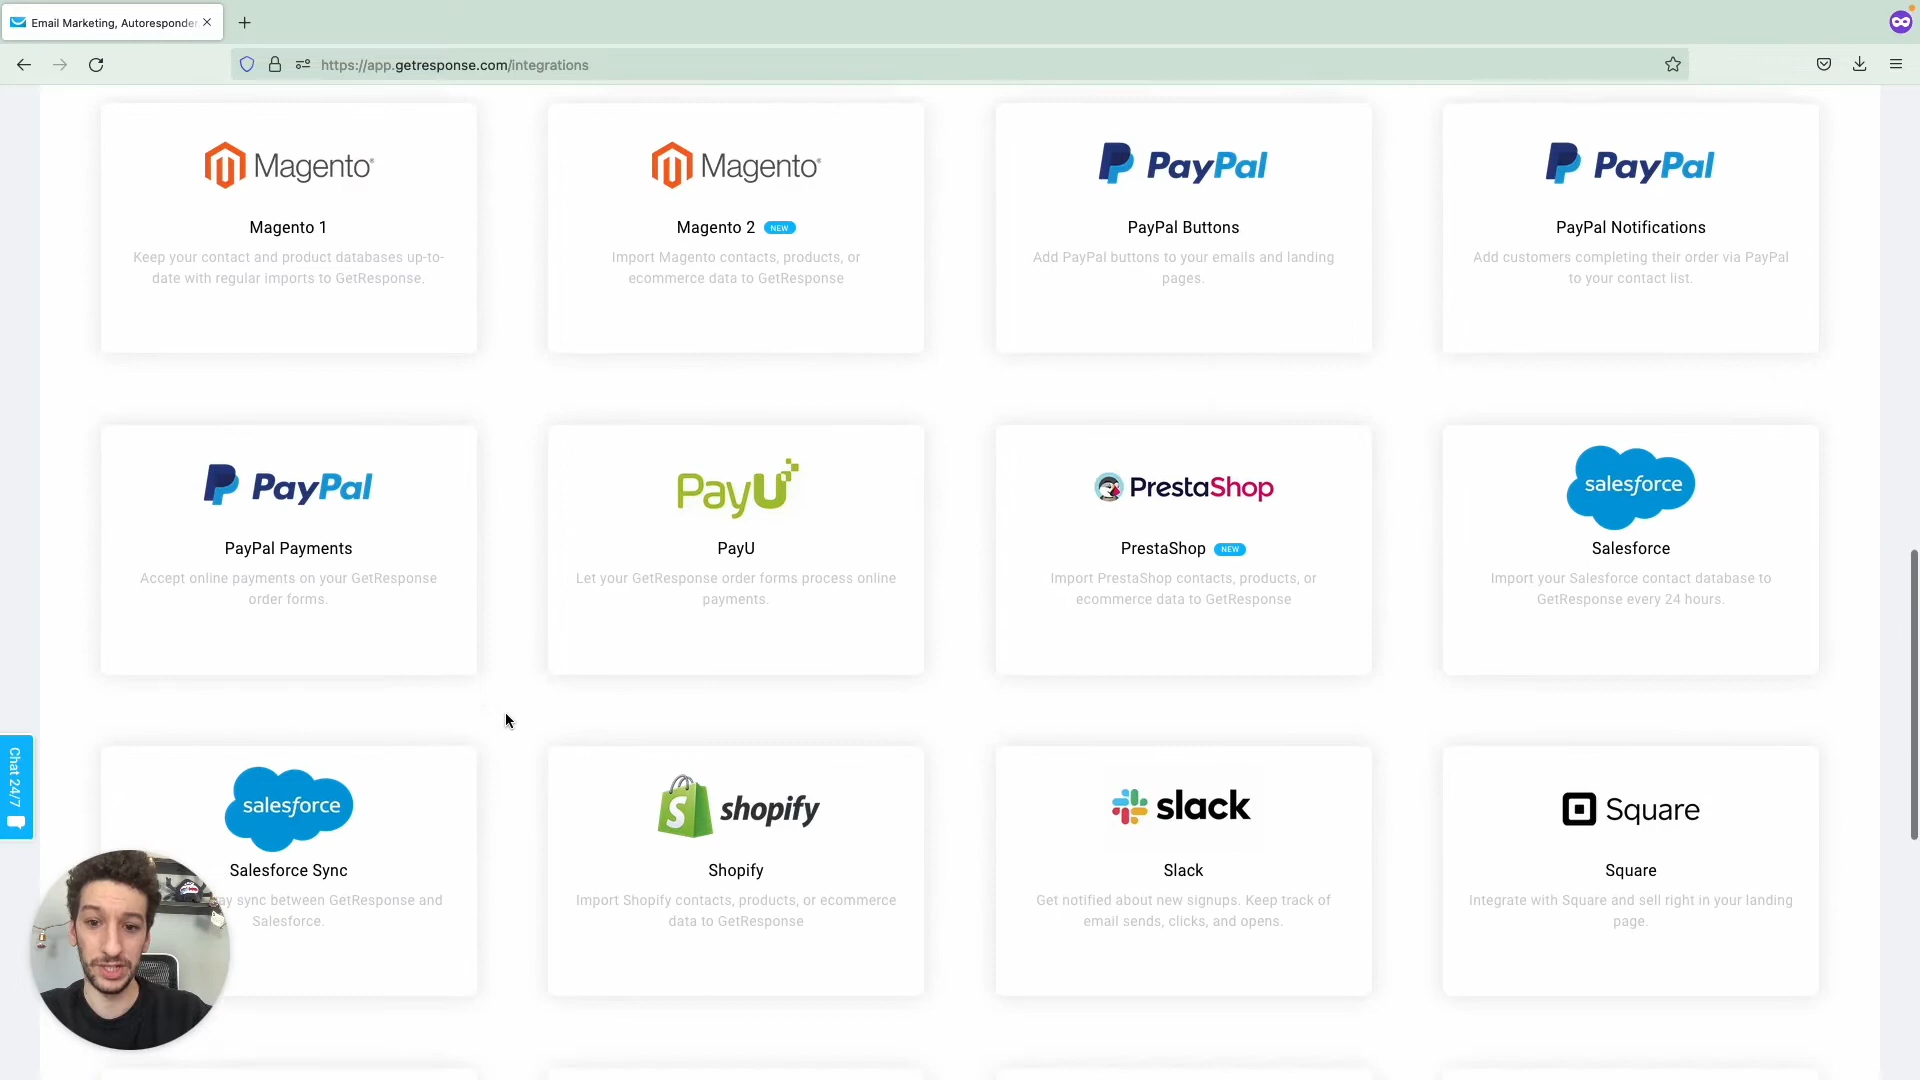 Email Marketing, Autoresponder
https://app.getresponse.com/integrations
Magento
Magento 1
Keep your contact and product databases up-to-
date with regular imports to GetResponse.
Magento
Magento 2 NEW
Import Magento contacts, products, or
ecommerce data to GetResponse
PayPal
PayPal Buttons
Add PayPal buttons to your emails and landing
pages.
PayPal
PayPal Notifications
Add customers completing their order via PayPal
to your contact list.
PayPal
PayPal Payments
Accept online payments on your GetResponse
order forms.
PayU
PayU
Let your GetResponse order forms process online
payments.
PrestaShop
PrestaShop NEW
Import PrestaShop contacts, products, or
ecommerce data to GetResponse
salesforce
Salesforce
Import your Salesforce contact database to
GetResponse every 24 hours.
salesforce
Salesforce Sync
sync between GetResponse and
Salesforce.
shopify
Shopify
Import Shopify contacts, products, or ecommerce
data to GetResponse
slack
Slack
Get notified about new signups. Keep track of
email sends, clicks, and opens.
Square
Square
Integrate with Square and sell right in your landing
page.
Chat 24/7